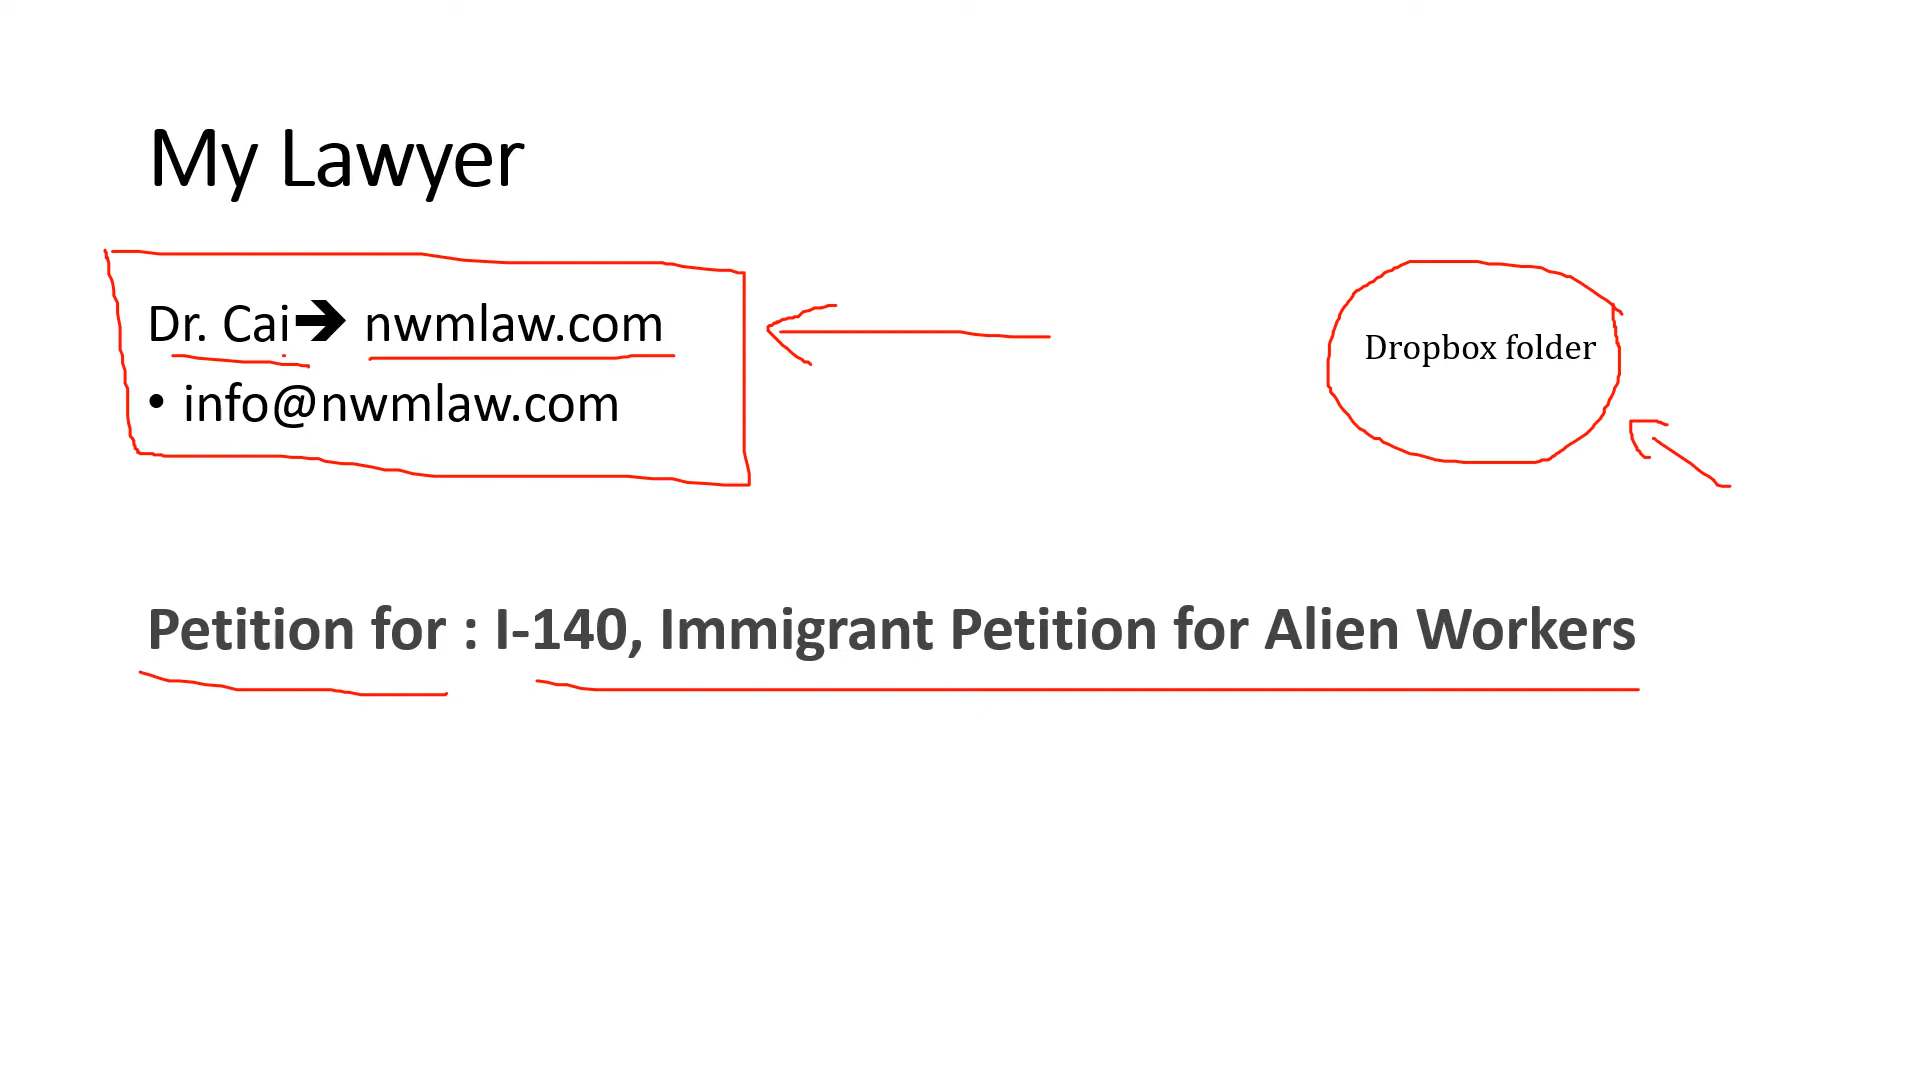 My Lawyer
Dr. Cai🡺 nwmlaw.com
• info@nwmlaw.com
Dropbox folder
Petition for : I-140, Immigrant Petition for Alien Workers